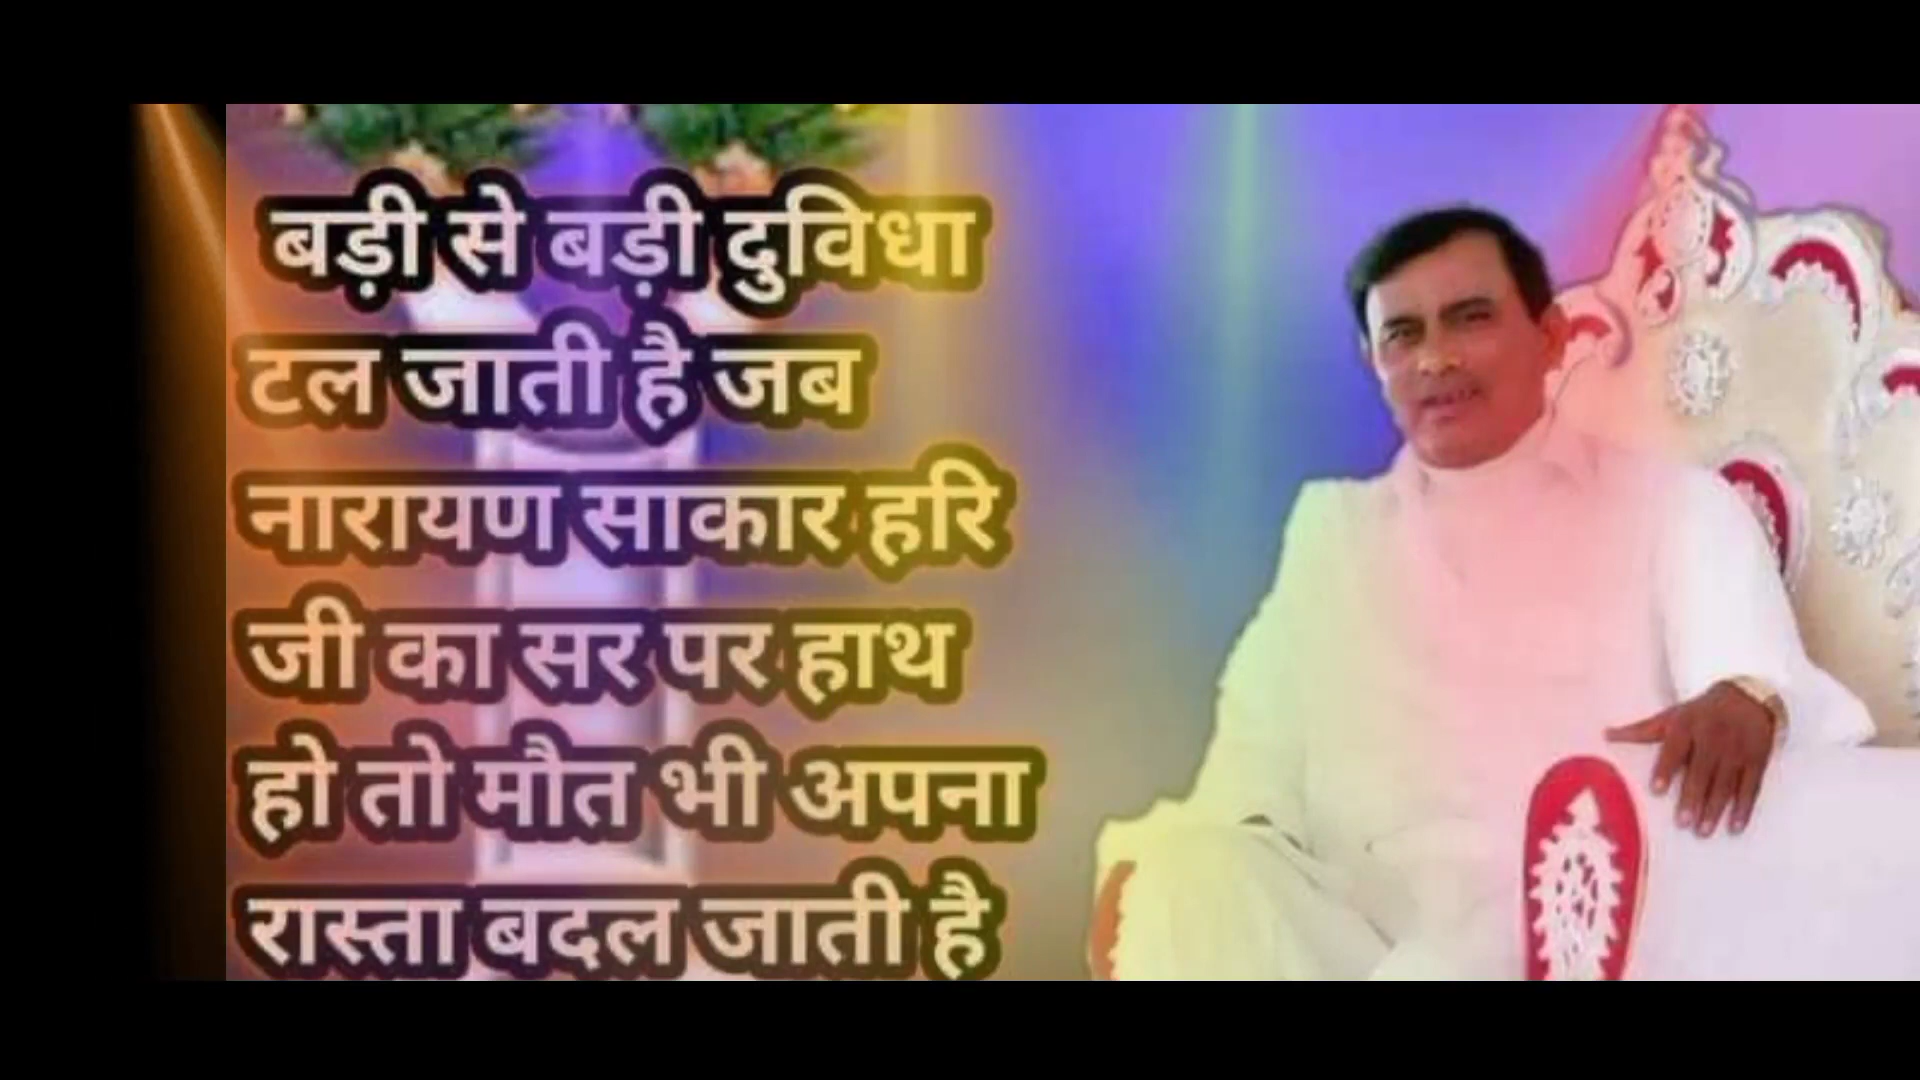 बड़ी से बड़ी दुविधा
टल जाती है जब
नारायण साकार हरि
जी का सर पर हाथ
हो तो मौत भी अपना
रास्ता बदल जाती है